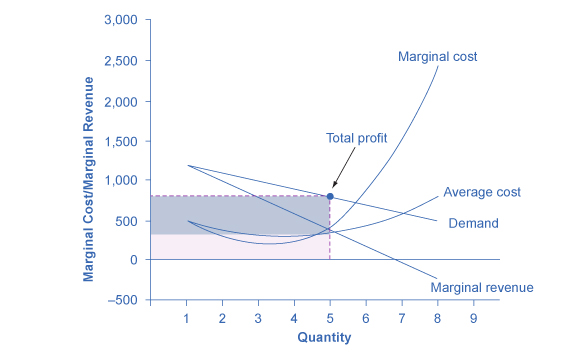 3,000
2,500
2,000
1,500
1,000
500
0
–500
Marginal Cost/Marginal Revenue
Marginal cost
Total profit
Average cost
Demand
Marginal revenue
1 2 3 4 5 6 7 8 9
Quantity